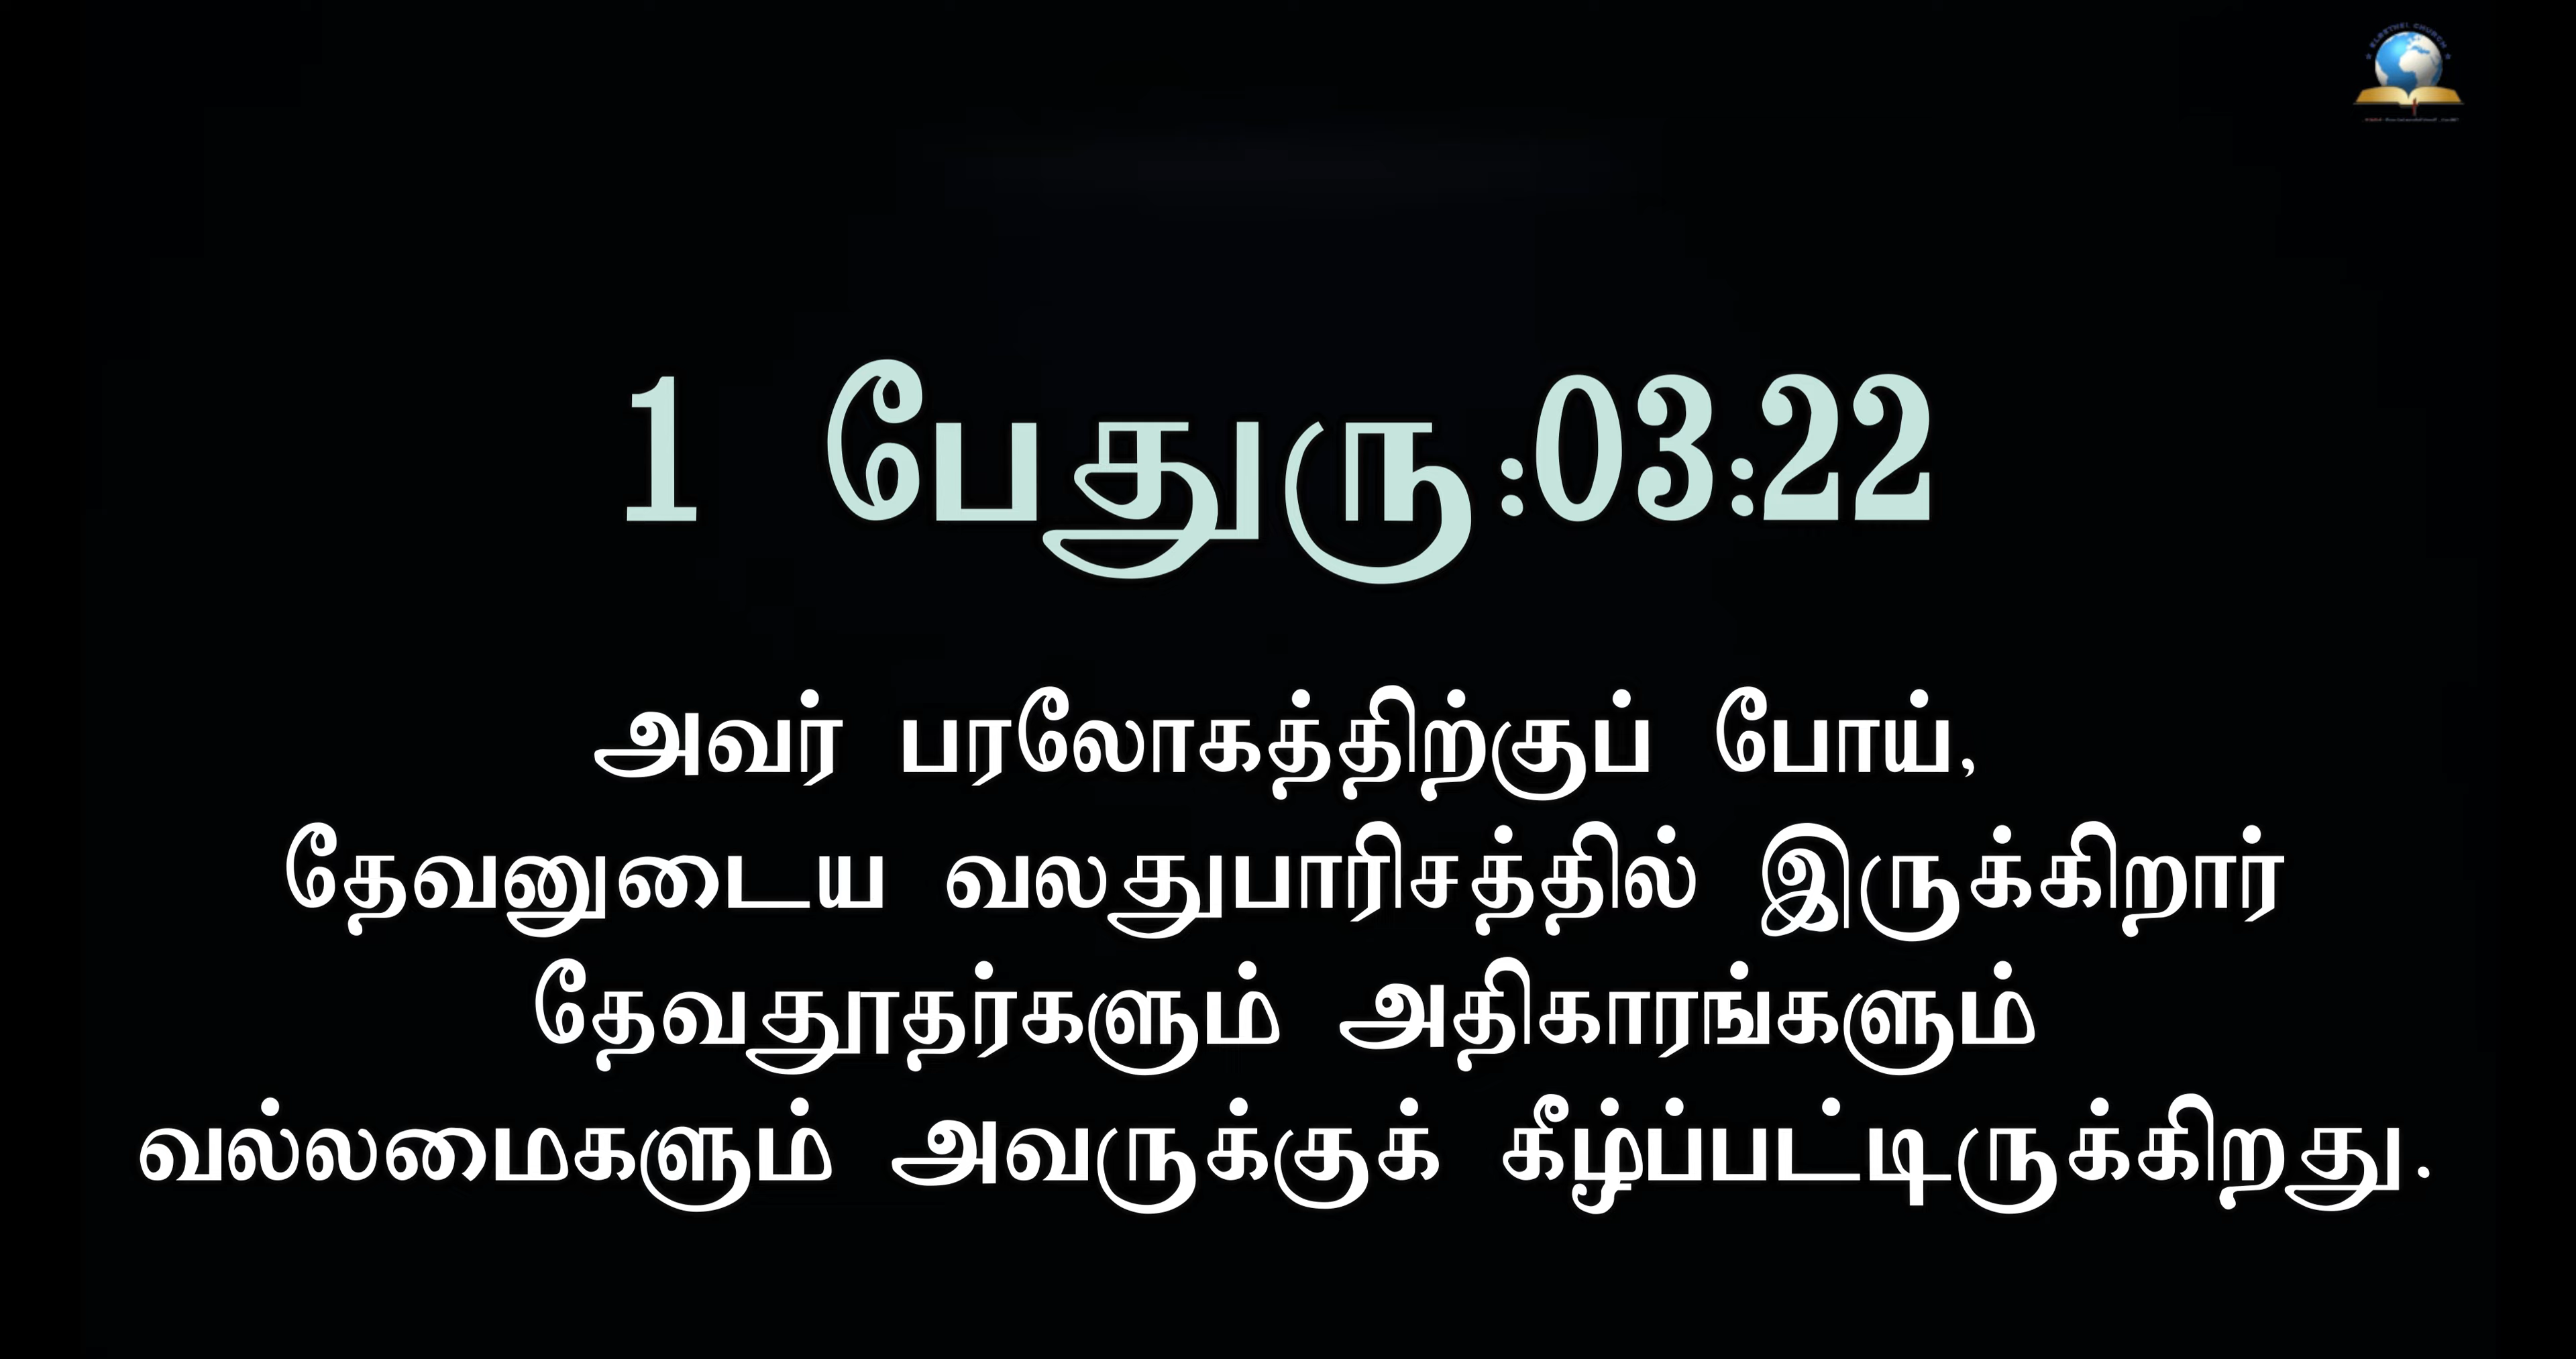 1 பேதுரு:03:22
அவர் பரலோகத்திற்குப் போய்,
தேவனுடைய வலதுபாரிசத்தில் இருக்கிறார்
தேவதூதர்களும் அதிகாரங்களும்
வல்லமைகளும் அவருக்குக் கீழ்ப்பட்டிருக்கிறது.